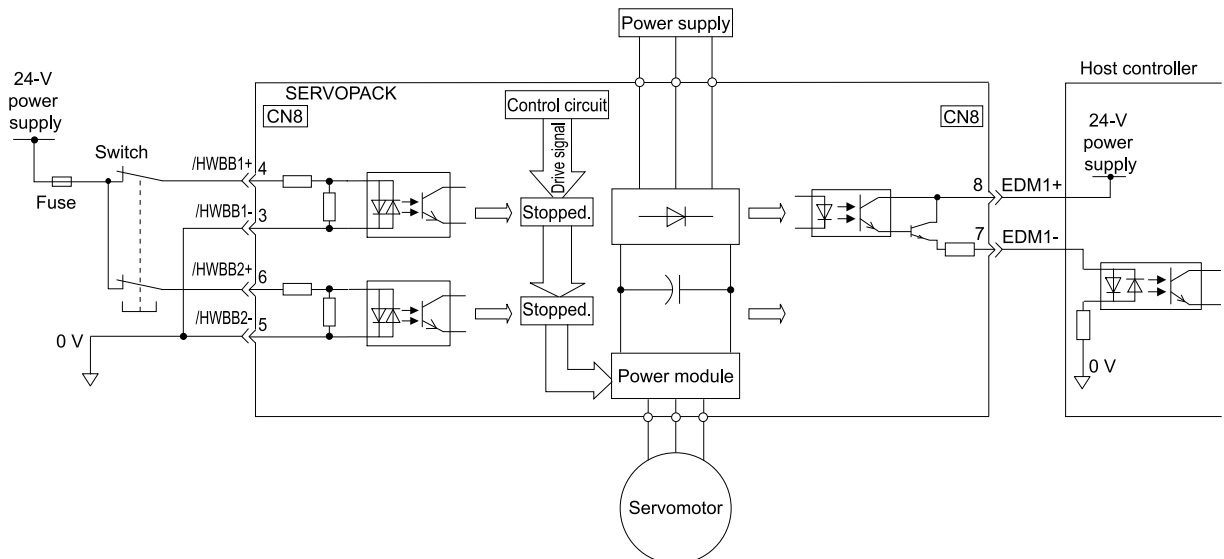 Power supply
24-V
power
supply
Fuse
Switch
SERVOPACK
CN8
/HWBB1+
4
/HWBB1-
3
/HWBB2+
6
/HWBB2-
5
0 V
Control circuit
Drive signal
Stopped.
Stopped.
Power module
Servomotor
CN8
8
EDM1+
7
EDM1-
Host controller
24-V
power
supply
0 V